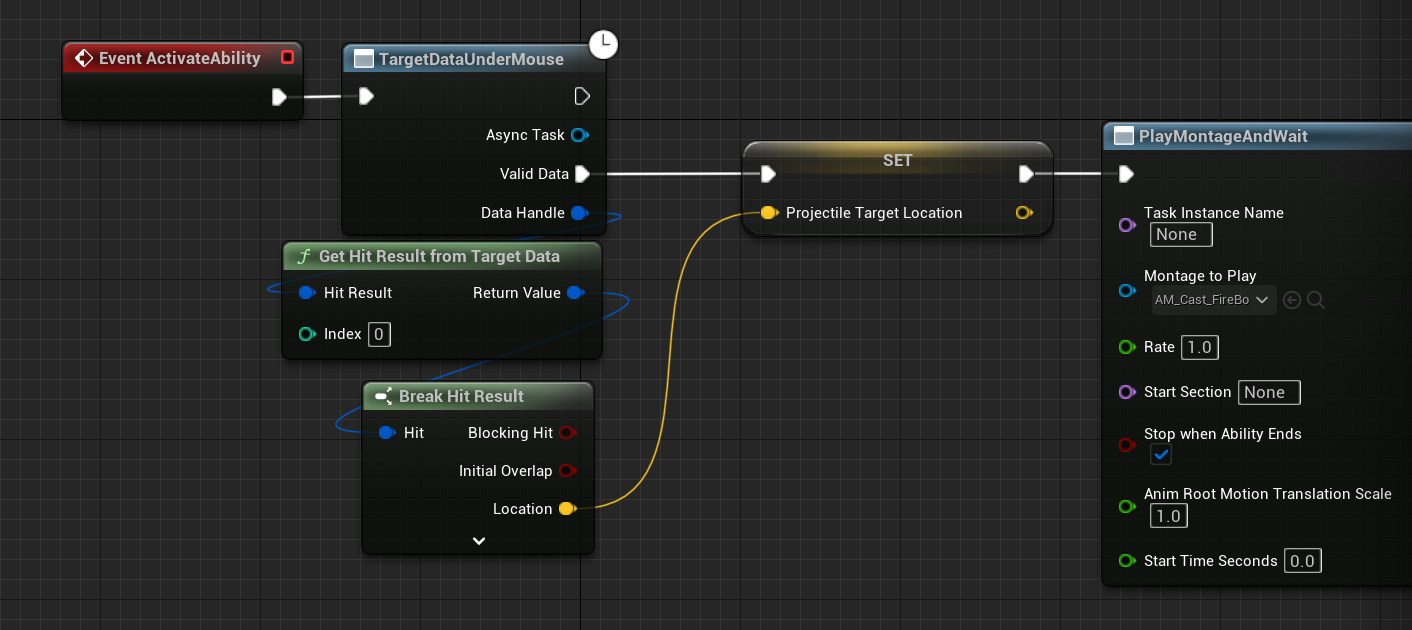 Event ActivateAbility
TargetDataUnderMouse
Async Task
Valid Data
Data Handle
Get Hit Result from Target Data
Hit Result
Return Value
Index 0
Break Hit Result
Hit
Blocking Hit
Initial Overlap
Location
SET
Projectile Target Location
PlayMontageAndWait
Task Instance Name
None
Montage to Play
AM_Cast_FireBo
Rate 1.0
Start Section None
Stop when Ability Ends
Anim Root Motion Translation Scale
1.0
Start Time Seconds 0.0